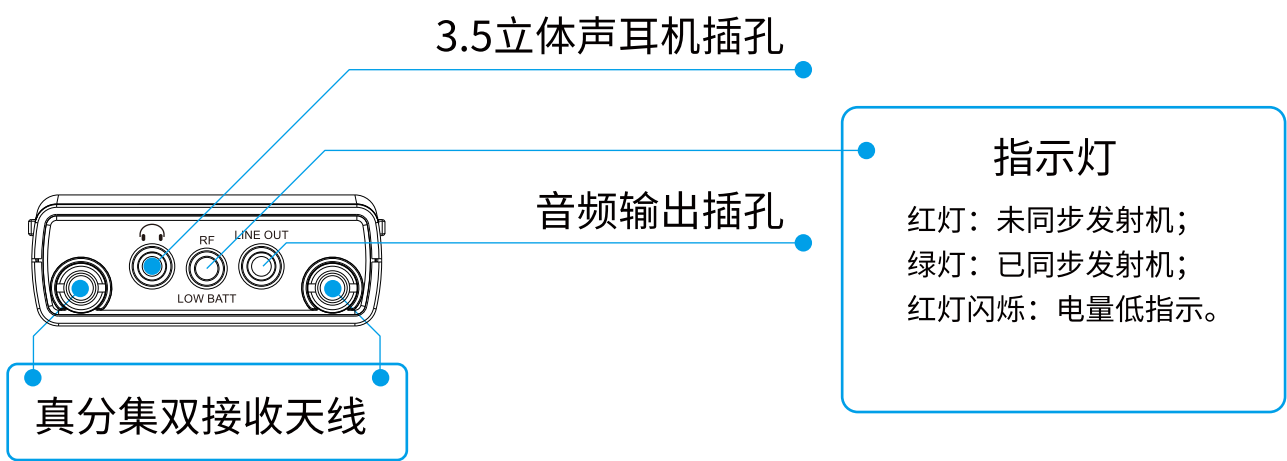 3.5立体声耳机插孔
指示灯
红灯：未同步发射机；
绿灯：已同步发射机；
红灯闪烁：电量低指示。
音频输出插孔
RF
LINE OUT
LOW BATT
真分集双接收天线